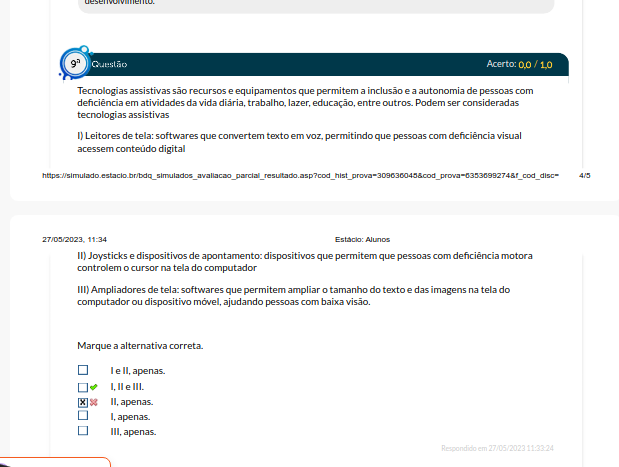 desenvolvimento.
9ª Questão
Acerto: 0,0 / 1,0
Tecnologias assistivas são recursos e equipamentos que permitem a inclusão e a autonomia de pessoas com
deficiência em atividades da vida diária, trabalho, lazer, educação, entre outros. Podem ser consideradas
tecnologias assistivas
I) Leitores de tela: softwares que convertem texto em voz, permitindo que pessoas com deficiência visual
acessem conteúdo digital
https://simulado.estacio.br/bdq_simulados_avaliacao_parcial_resultado.asp?cod_hist_prova=309636048&cod_prova=6353699274&f_cod_disc=
4/5
27/05/2023, 11:34
Estácio: Alunos
II) Joysticks e dispositivos de apontamento: dispositivos que permitem que pessoas com deficiência motora
controlem o cursor na tela do computador
III) Ampliadores de tela: softwares que permitem ampliar o tamanho do texto e das imagens na tela do
computador ou dispositivo móvel, ajudando pessoas com baixa visão.
Marque a alternativa correta.
I e II, apenas.
I, II e III.
II, apenas.
I, apenas.
III, apenas.
Respondido em 27/05/2023 11:33:24